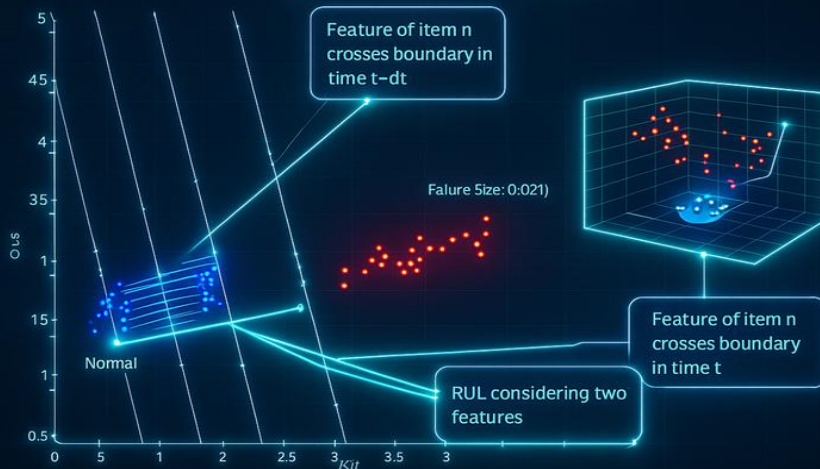 5
45
4
35
1
15
1
0.5
Ous
0
5
1
2
2.5
3
3.5
3
Kit
Feature of item n
crosses boundary in
time t-dt
Falure 5ize: 0:021)
Normal
RUL considering two
features
Feature of item n
crosses boundary
in time t